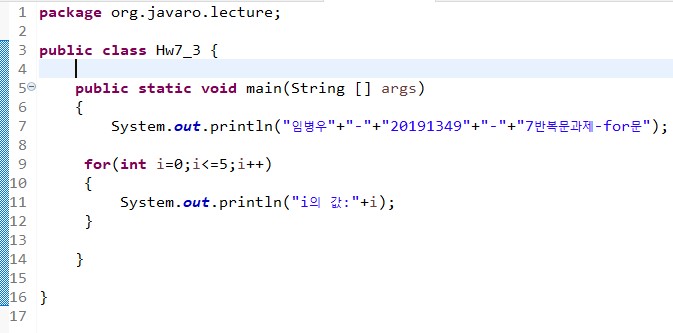 1 package org.javaro.lecture;
2
3 public class Hw7_3 {
4
5 public static void main(String [] args)
6 {
7 System.out.println("임병우"+"-"+"20191349"+"-"+"7반복문과제-for문");
8
9 for(int i=0;i<=5;i++)
10 {
11 System.out.println("i의 값:"+i);
12 }
13
14 }
15
16 }
17